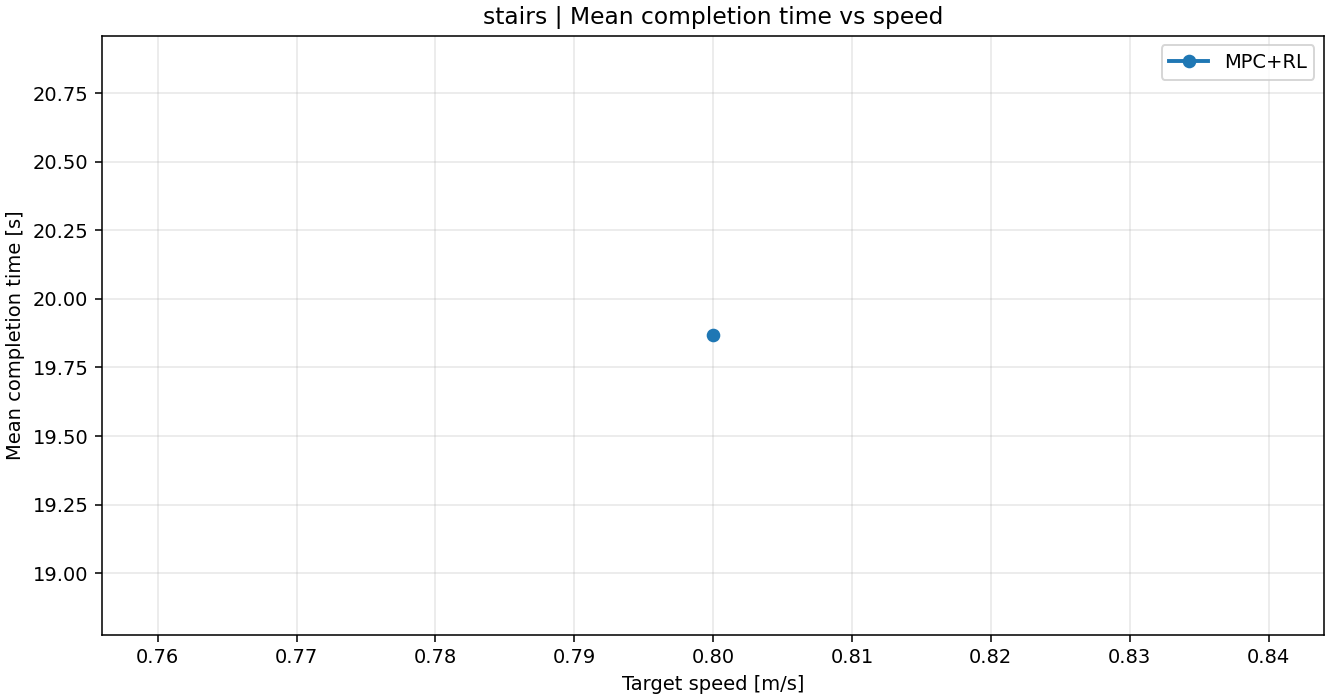 stairs | Mean completion time vs speed
MPC+RL
Mean completion time [s]
20.75
20.50
20.25
20.00
19.75
19.50
19.25
19.00
0.76 0.77 0.78 0.79 0.80 0.81 0.82 0.83 0.84
Target speed [m/s]